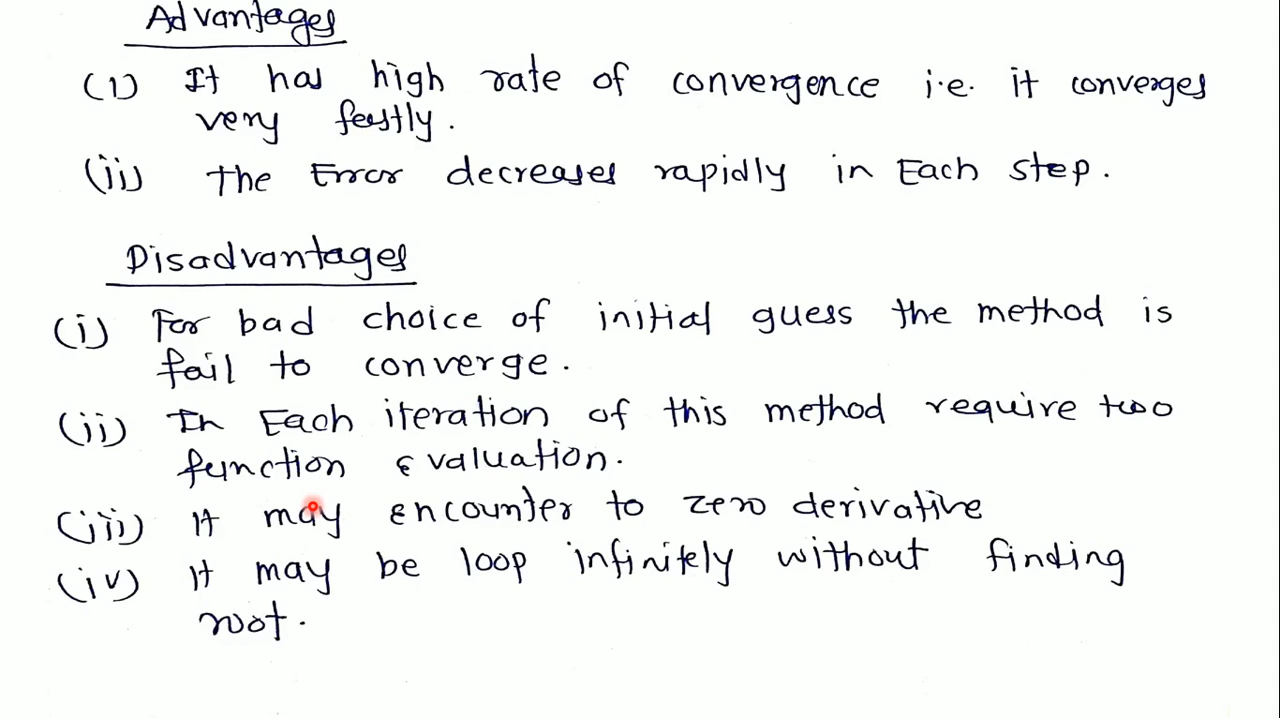 Advantages
(1) It has high rate of convergence i.e. it converges
very fastly.
(ii) The Error decreases rapidly in Each step.
Disadvantages
(i) For bad choice of initial guess the method is
fail to converge.
(ii) In Each iteration of this method require two
function Evaluation.
(iii) It may encounter to zero derivative
(iv) It may be loop infinitely without finding
root.